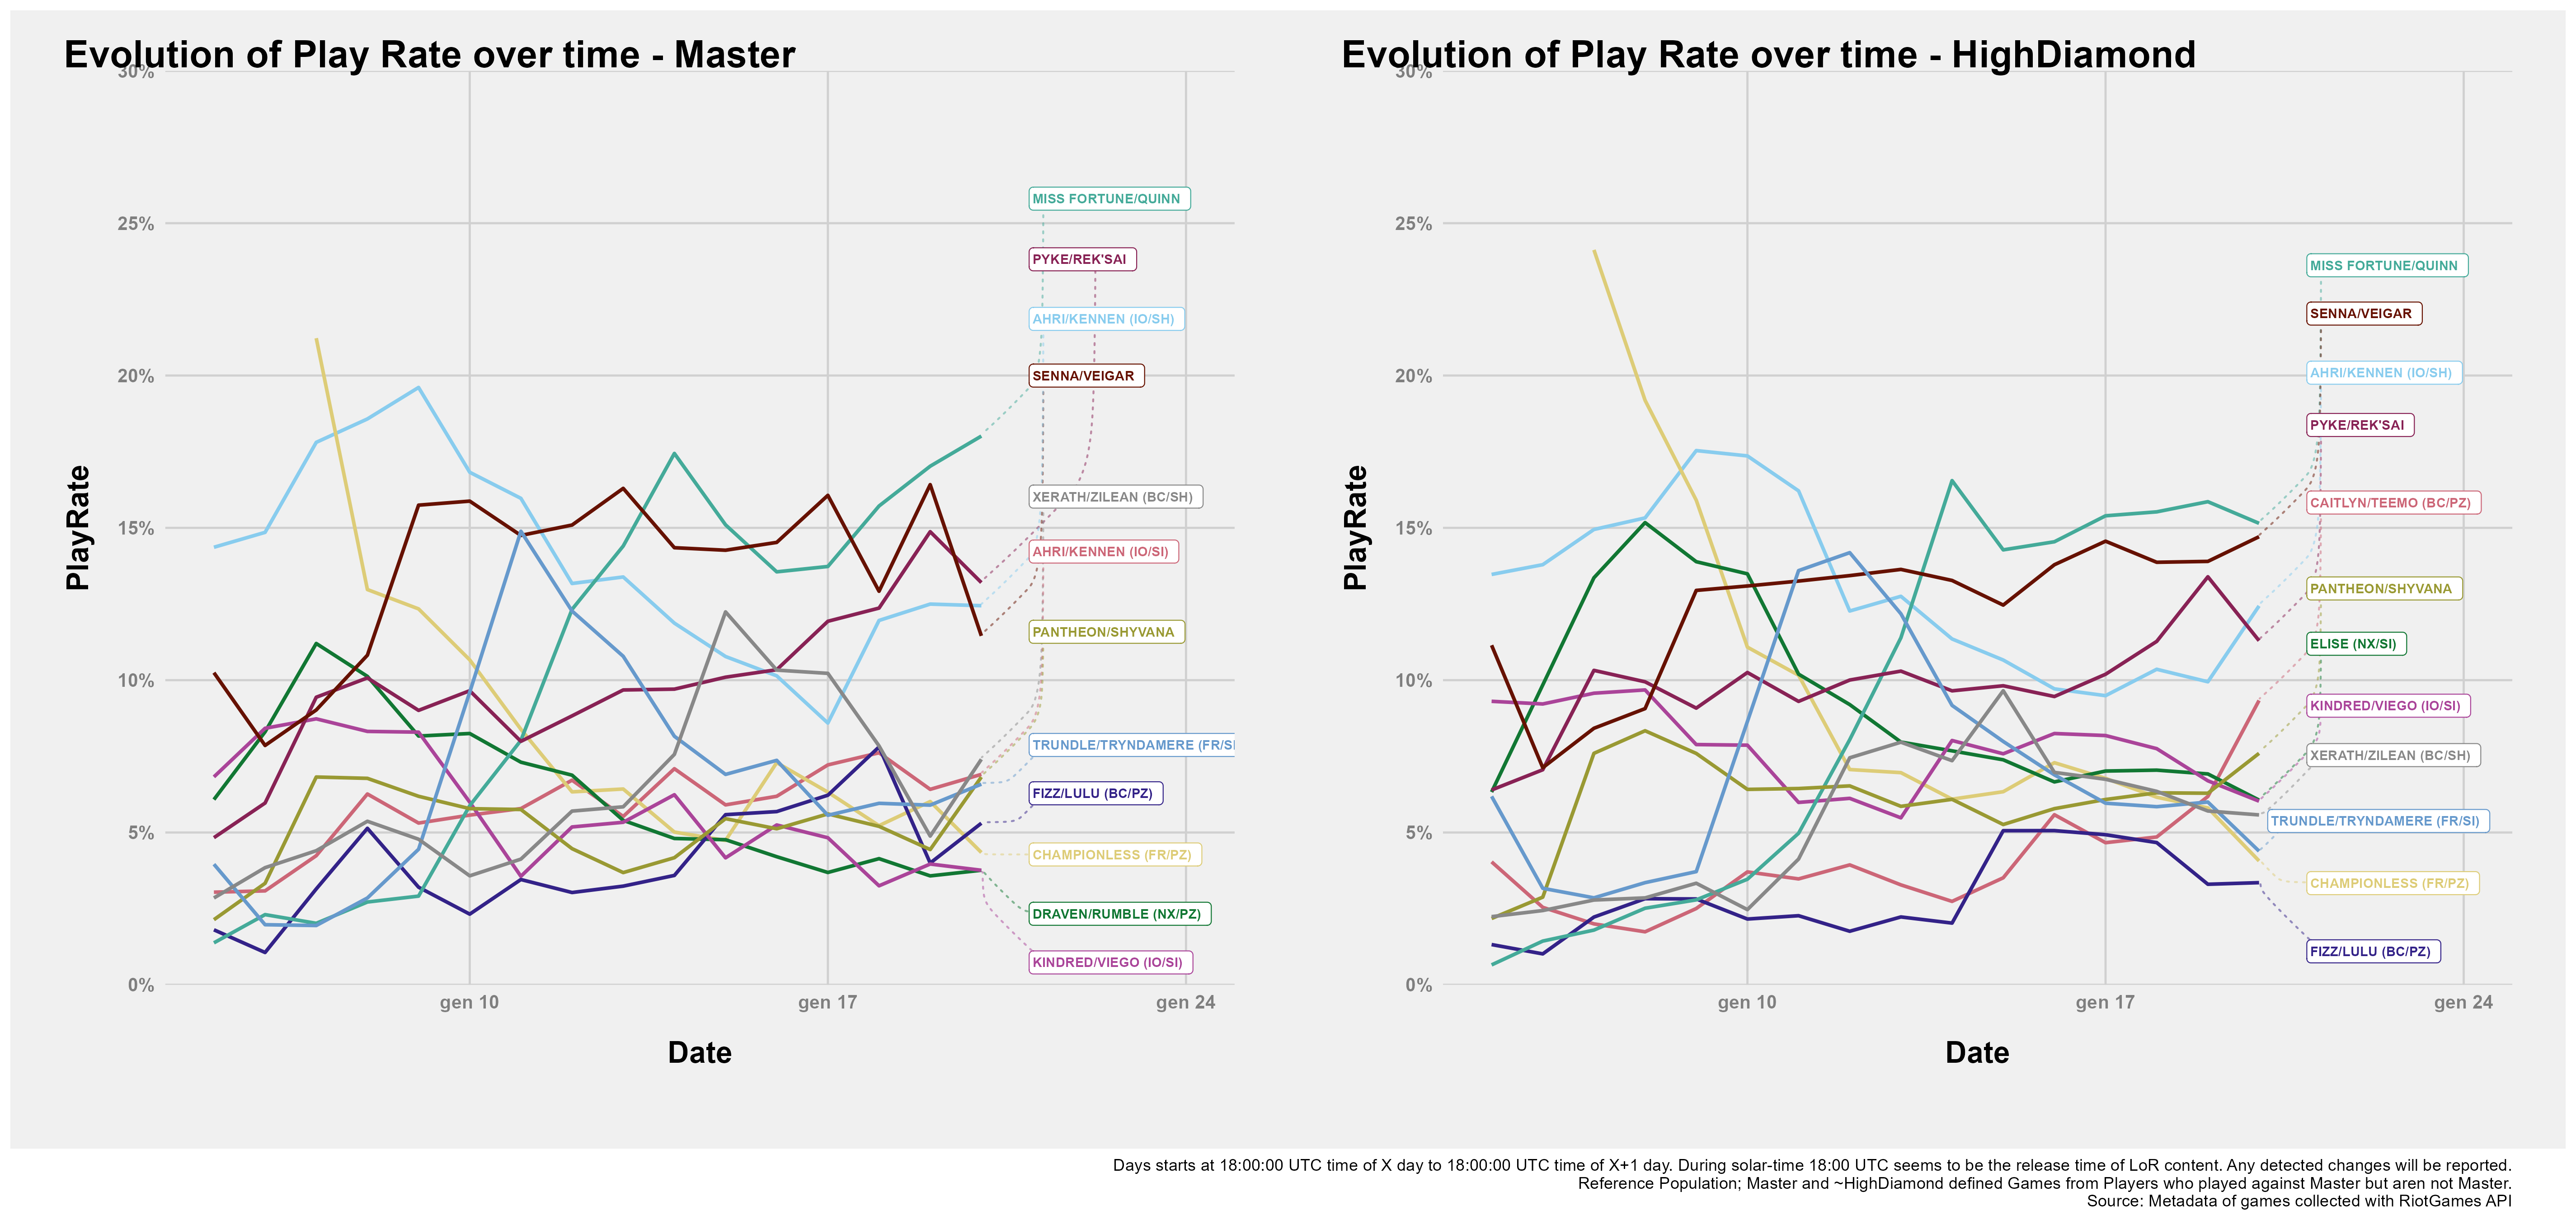 Evolution of Play Rate over time - Master
30%
25%
20%
15%
10%
5%
0%
PlayRate
MISS FORTUNE/QUINN
PYKE/REK'SAI
AHRI/KENNEN (IO/SH)
SENNA/VEIGAR
XERATH/ZILEAN (BC/SH)
AHRI/KENNEN (IO/SI)
PANTHEON/SHYVANA
TRUNDLE/TRYNDAMERE (FR/SI
FIZZ/LULU (BC/PZ)
CHAMPIONLESS (FR/PZ)
DRAVEN/RUMBLE (NX/PZ)
KINDRED/VIEGO (IO/SI)
gen 10
gen 17
gen 24
Date
Evolution of Play Rate over time - HighDiamond
30%
25%
20%
15%
10%
5%
0%
PlayRate
MISS FORTUNE/QUINN
SENNA/VEIGAR
AHRI/KENNEN (IO/SH)
PYKE/REK'SAI
CAITLYN/TEEMO (BC/PZ)
PANTHEON/SHYVANA
ELISE (NX/SI)
KINDRED/VIEGO (IO/SI)
XERATH/ZILEAN (BC/SH)
TRUNDLE/TRYNDAMERE (FR/SI)
CHAMPIONLESS (FR/PZ)
FIZZ/LULU (BC/PZ)
gen 10
gen 17
gen 24
Date
Days starts at 18:00:00 UTC time of X day to 18:00:00 UTC time of X+1 day. During solar-time 18:00 UTC seems to be the release time of LoR content. Any detected changes will be reported.
Reference Population; Master and ~HighDiamond defined Games from Players who played against Master but aren not Master.
Source: Metadata of games collected with RiotGames API